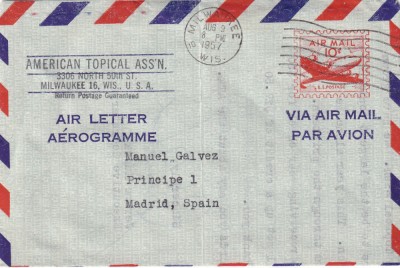 MILWAUKEE
AUG 9
PM
1957
WIS.
AIR MAIL
10¢
U.S. POSTAGE
AMERICAN TOPICAL ASS'N.
3306 NORTH 50th ST.
MILWAUKEE 16, WIS., U. S. A.
Return Postage Guaranteed
AIR LETTER
AÉROGRAMME
VIA AIR MAIL
PAR AVION
Manuel Galvez
Principe 1
Madrid, Spain